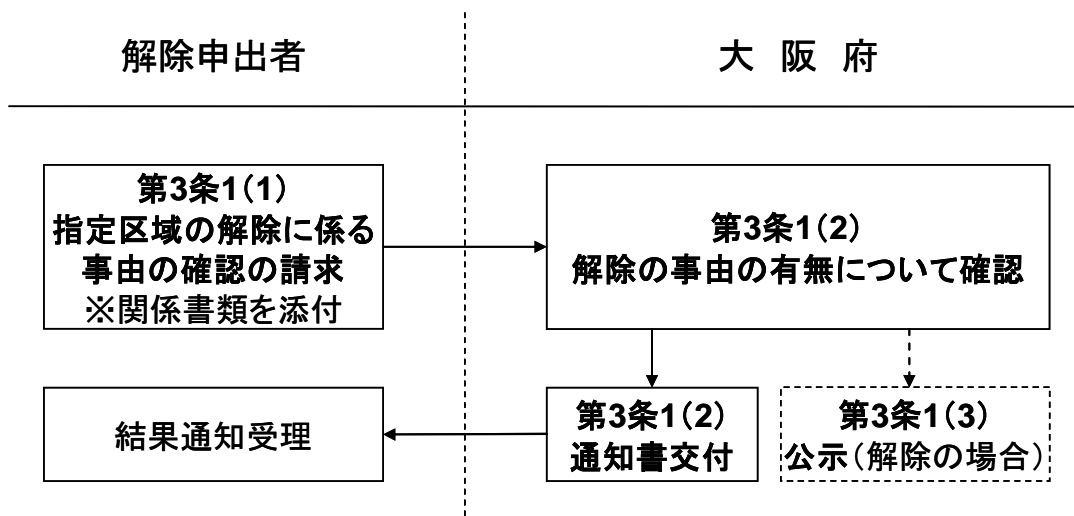 解除申出者
大 阪 府
第3条1（1）
指定区域の解除に係る
事由の確認の請求
※関係書類を添付
第3条1（2）
解除の事由の有無について確認
結果通知受理
第3条1（2）
通知書交付
第3条1（3）
公示（解除の場合）